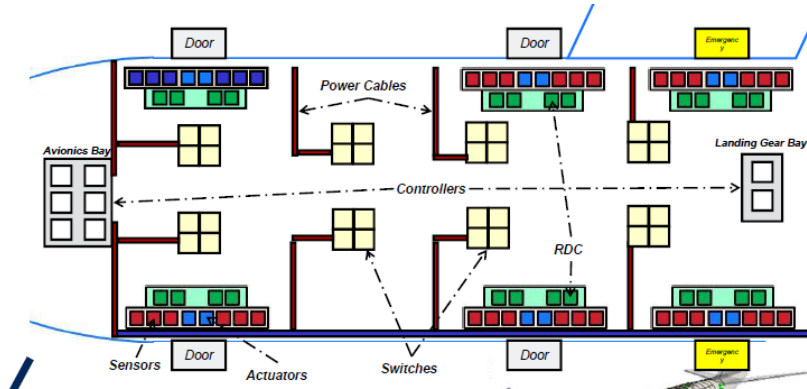 Door
Door
Emergenc
y
Power Cables
Avionics Bay
Landing Gear Bay
Controllers
RDC
Sensors
Door
Actuators
Switches
Door
Emergenc
y